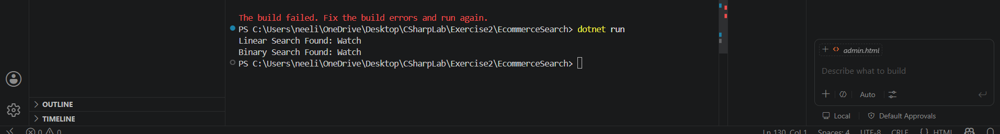 The build failed. Fix the build errors and run again.
PS C:\Users\neeli\OneDrive\Desktop\CSharpLab\Exercise2\EcommerceSearch> dotnet run
Linear Search Found: Watch
Binary Search Found: Watch
PS C:\Users\neeli\OneDrive\Desktop\CSharpLab\Exercise2\EcommerceSearch>
OUTLINE
TIMELINE
admin.html
Describe what to build
Auto
Local Default Approvals
0 0 Ln 130, Col 1 Spaces: 4 UTF-8 CRLF {} HTML